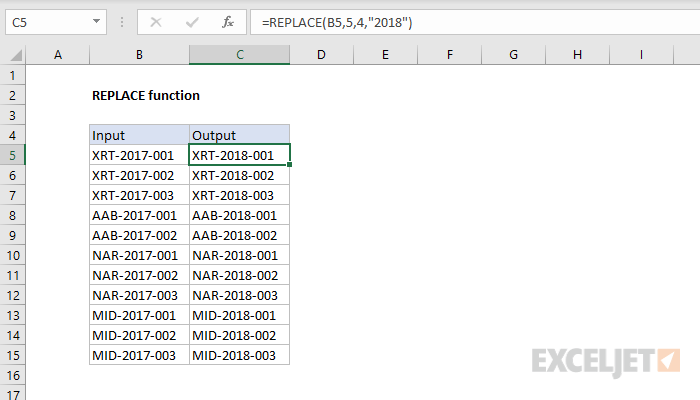 C5 fx =REPLACE(B5,5,4,"2018")
A B C D E F G H I
1
2 REPLACE function
3
4 Input Output
5 XRT-2017-001 XRT-2018-001
6 XRT-2017-002 XRT-2018-002
7 XRT-2017-003 XRT-2018-003
8 AAB-2017-001 AAB-2018-001
9 AAB-2017-002 AAB-2018-002
10 NAR-2017-001 NAR-2018-001
11 NAR-2017-002 NAR-2018-002
12 NAR-2017-003 NAR-2018-003
13 MID-2017-001 MID-2018-001
14 MID-2017-002 MID-2018-002
15 MID-2017-003 MID-2018-003
16
17
EXCELJET